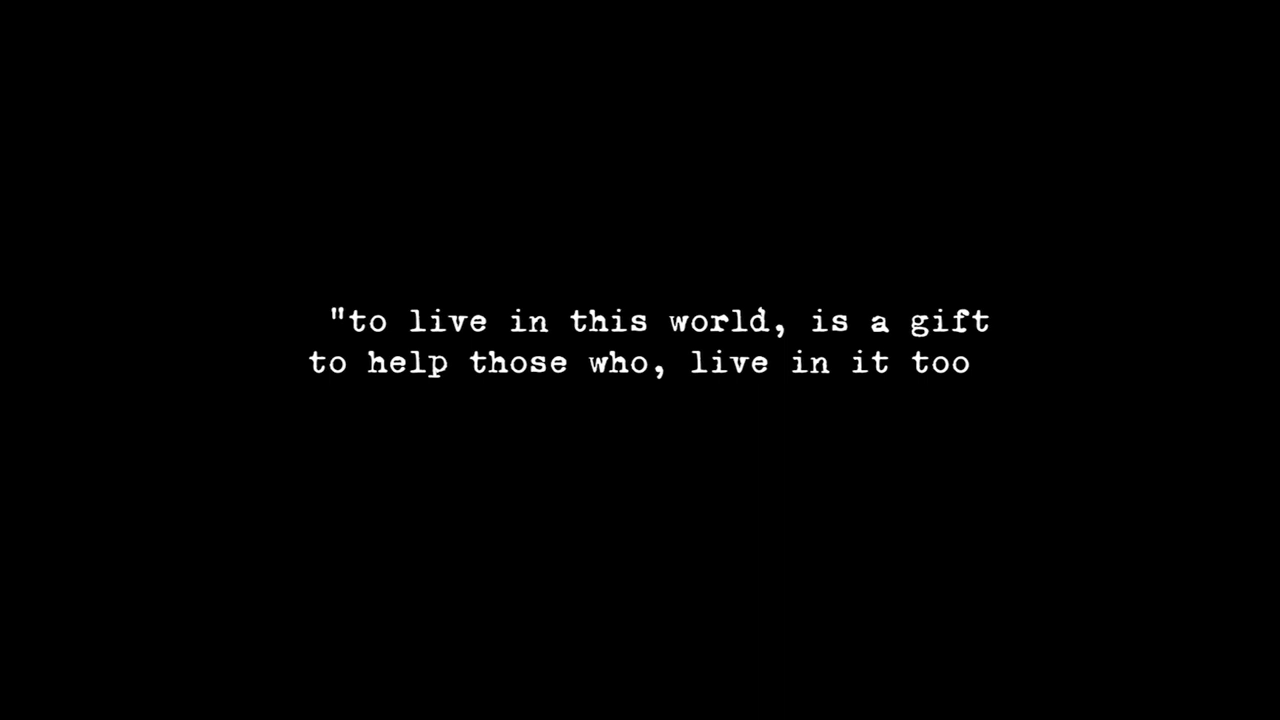 "to live in this world, is a gift
to help those who, live in it too